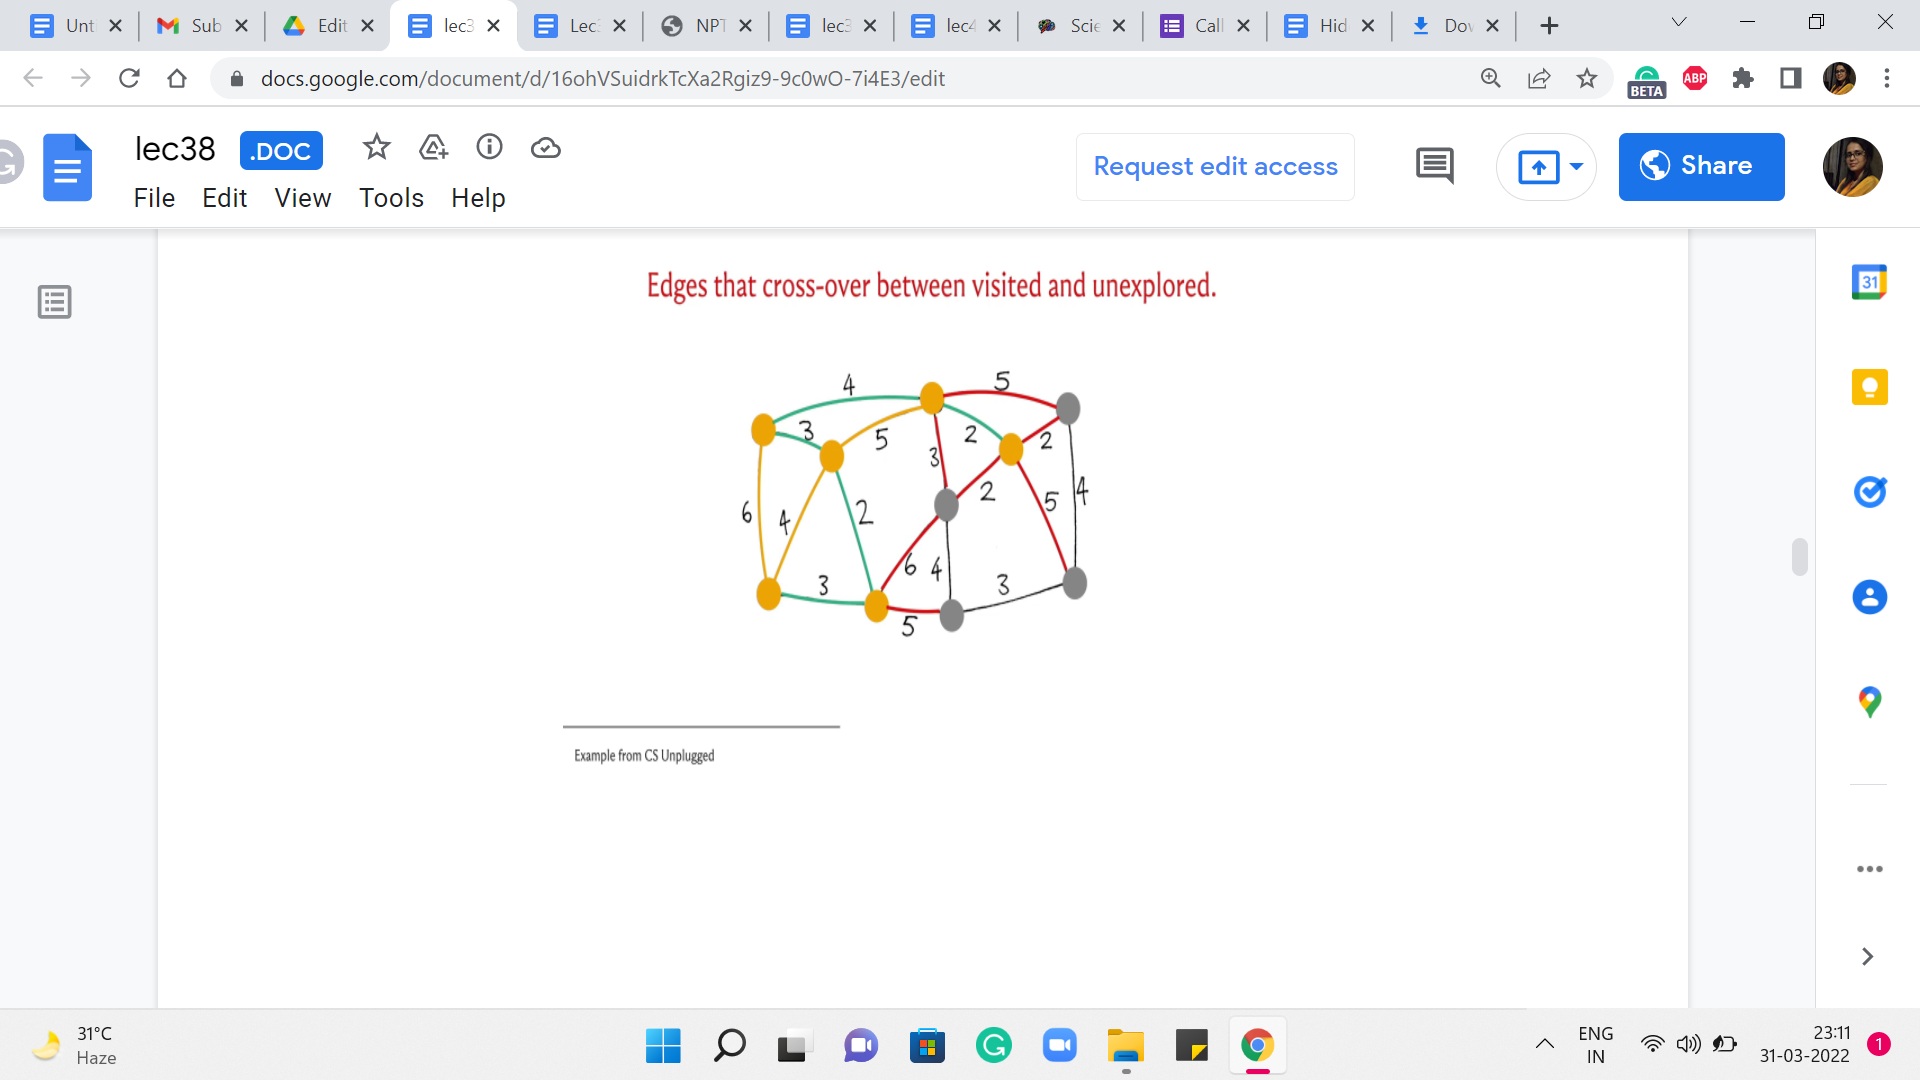 Unt
Sub
Edit
lec3
Lec
NPT
lec3
lec4
Scie
Call
Hid
Dov
docs.google.com/document/d/16ohVSuidrkTcXa2Rgiz9-9c0wO-7i4E3/edit
ABP
BETA
lec38
.DOC
Request edit access
Share
File Edit View Tools Help
31
Edges that cross-over between visited and unexplored.
4
5
3
5
3
2
2
6
4
2
2
5
4
3
6
4
3
5
Example from CS Unplugged
31°C
Haze
ENG
IN
23:11
31-03-2022
1